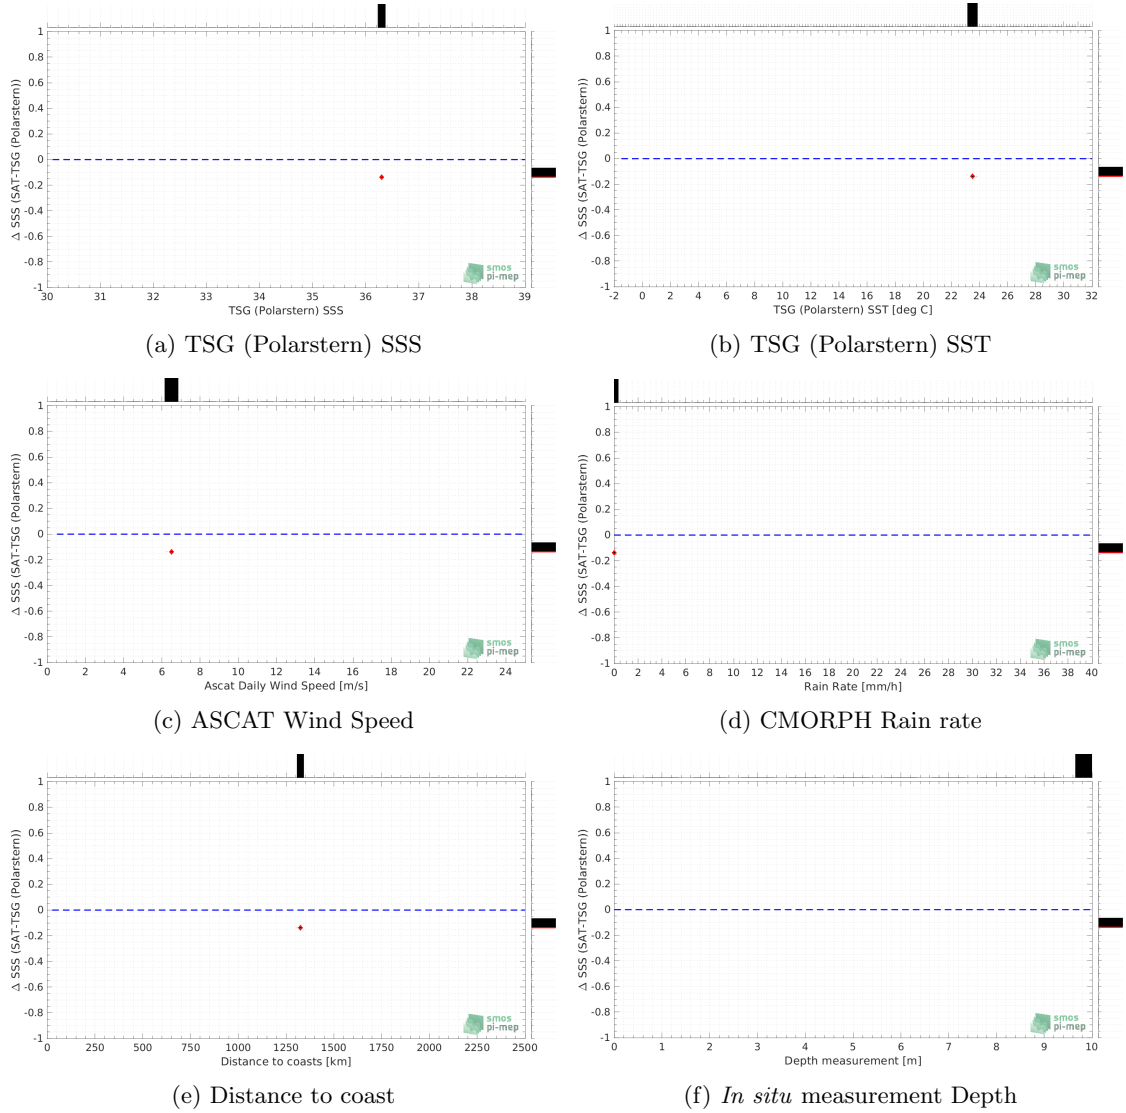 1
0.8
0.6
0.4
0.2
0
-0.2
-0.4
-0.6
-0.8
-1
Δ SSS (SAT-TSG (Polarstern))
30 31 32 33 34 35 36 37 38 39
TSG (Polarstern) SSS
smos
pi-mep
(a) TSG (Polarstern) SSS
1
0.8
0.6
0.4
0.2
0
-0.2
-0.4
-0.6
-0.8
-1
Δ SSS (SAT-TSG (Polarstern))
-2 0 2 4 6 8 10 12 14 16 18 20 22 24 26 28 30 32
TSG (Polarstern) SST [deg C]
smos
pi-mep
(b) TSG (Polarstern) SST
1
0.8
0.6
0.4
0.2
0
-0.2
-0.4
-0.6
-0.8
-1
Δ SSS (SAT-TSG (Polarstern))
0 2 4 6 8 10 12 14 16 18 20 22 24
Ascat Daily Wind Speed [m/s]
smos
pi-mep
(c) ASCAT Wind Speed
1
0.8
0.6
0.4
0.2
0
-0.2
-0.4
-0.6
-0.8
-1
Δ SSS (SAT-TSG (Polarstern))
0 2 4 6 8 10 12 14 16 18 20 22 24 26 28 30 32 34 36 38 40
Rain Rate [mm/h]
smos
pi-mep
(d) CMORPH Rain rate
1
0.8
0.6
0.4
0.2
0
-0.2
-0.4
-0.6
-0.8
-1
Δ SSS (SAT-TSG (Polarstern))
0 250 500 750 1000 1250 1500 1750 2000 2250 2500
Distance to coasts [km]
smos
pi-mep
(e) Distance to coast
1
0.8
0.6
0.4
0.2
0
-0.2
-0.4
-0.6
-0.8
-1
Δ SSS (SAT-TSG (Polarstern))
0 1 2 3 4 5 6 7 8 9 10
Depth measurement [m]
smos
pi-mep
(f) In situ measurement Depth